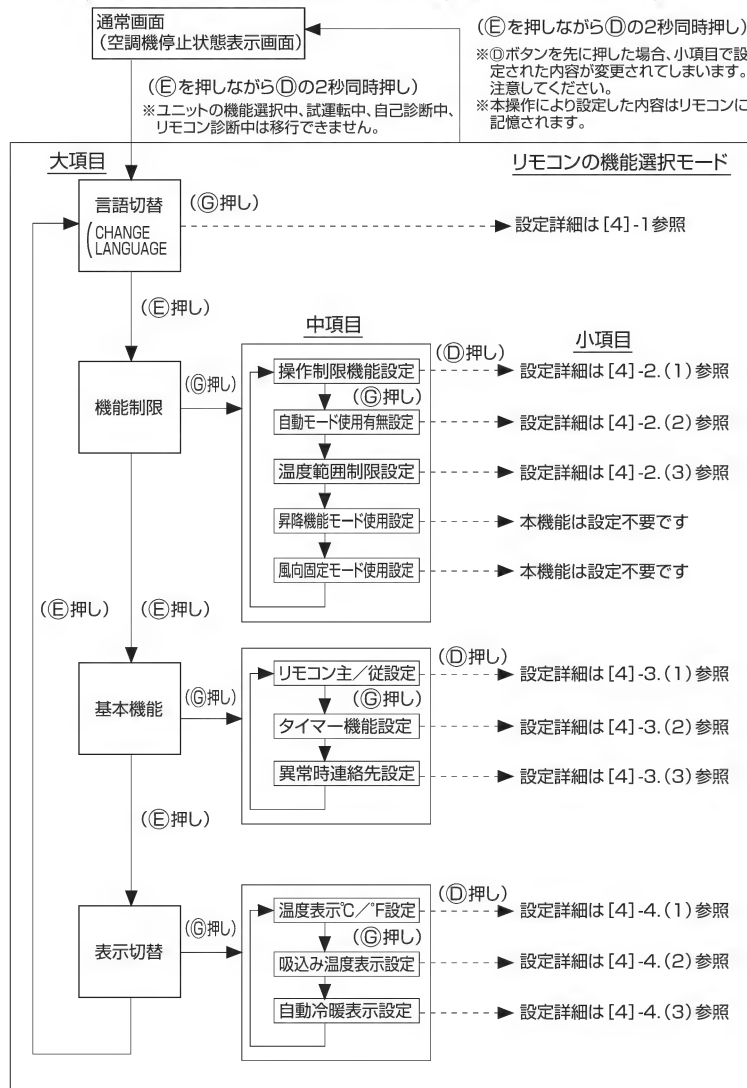 通常画面
(空調機停止状態表示画面)
(Ⓔを押しながらⒹの2秒同時押し)
※Ⓓボタンを先に押した場合、小項目で設
定された内容が変更されてしまいます。
注意してください。
※本操作により設定した内容はリモコンに
記憶されます。
(Ⓔを押しながらⒹの2秒同時押し)
※ユニットの機能選択中、試運転中、自己診断中、
リモコン診断中は移行できません。
大項目
リモコンの機能選択モード
言語切替
(CHANGE
LANGUAGE
(Ⓖ押し)
設定詳細は[4]-1参照
(Ⓔ押し)
中項目
小項目
機能制限
(Ⓖ押し)
操作制限機能設定
(Ⓓ押し)
設定詳細は[4]-2.(1)参照
(Ⓖ押し)
自動モード使用有無設定
設定詳細は[4]-2.(2)参照
温度範囲制限設定
設定詳細は[4]-2.(3)参照
昇降機能モード使用設定
本機能は設定不要です
風向固定モード使用設定
本機能は設定不要です
(Ⓔ押し)
(Ⓔ押し)
基本機能
(Ⓖ押し)
リモコン主/従設定
(Ⓓ押し)
設定詳細は[4]-3.(1)参照
(Ⓖ押し)
タイマー機能設定
設定詳細は[4]-3.(2)参照
異常時連絡先設定
設定詳細は[4]-3.(3)参照
(Ⓔ押し)
表示切替
(Ⓖ押し)
温度表示℃/℉設定
(Ⓓ押し)
設定詳細は[4]-4.(1)参照
(Ⓖ押し)
吸込み温度表示設定
設定詳細は[4]-4.(2)参照
自動冷暖表示設定
設定詳細は[4]-4.(3)参照